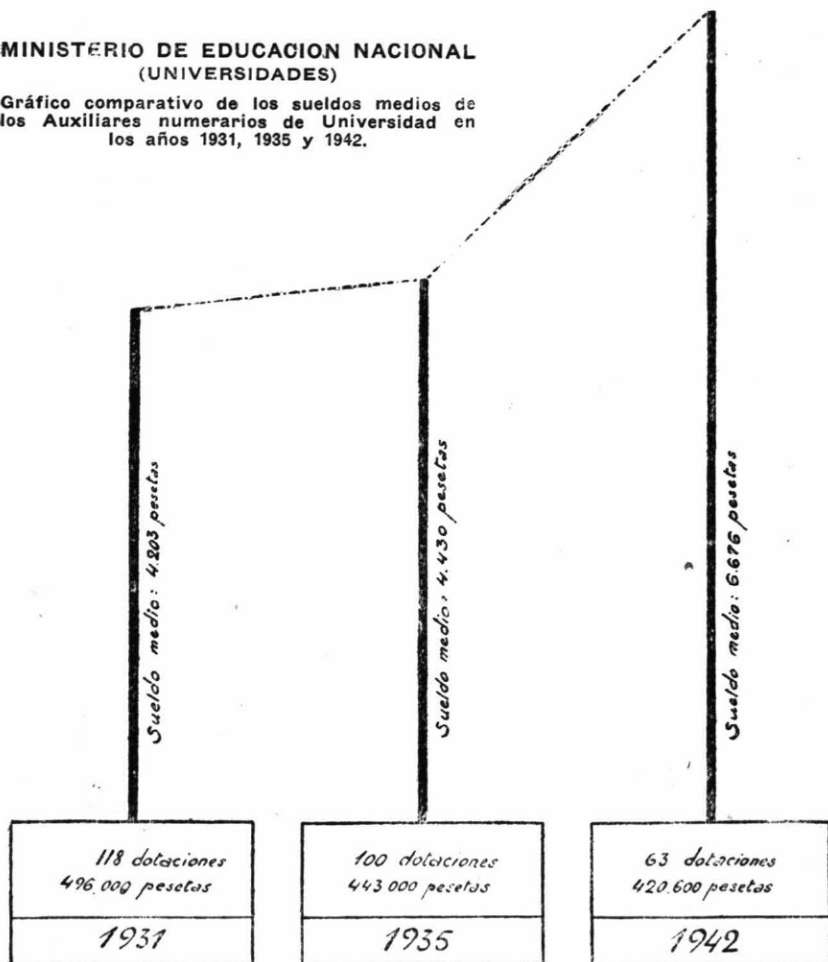 MINISTERIO DE EDUCACION NACIONAL
(UNIVERSIDADES)
Gráfico comparativo de los sueldos medios de
los Auxiliares numerarios de Universidad en
los años 1931, 1935 y 1942.
Sueldo medio: 4.203 pesetas
Sueldo medio: 4.430 pesetas
Sueldo medio: 6.676 pesetas
118 dotaciones
496.000 pesetas
1931
100 dotaciones
443 000 pesetas
1935
63 dotaciones
420.600 pesetas
1942